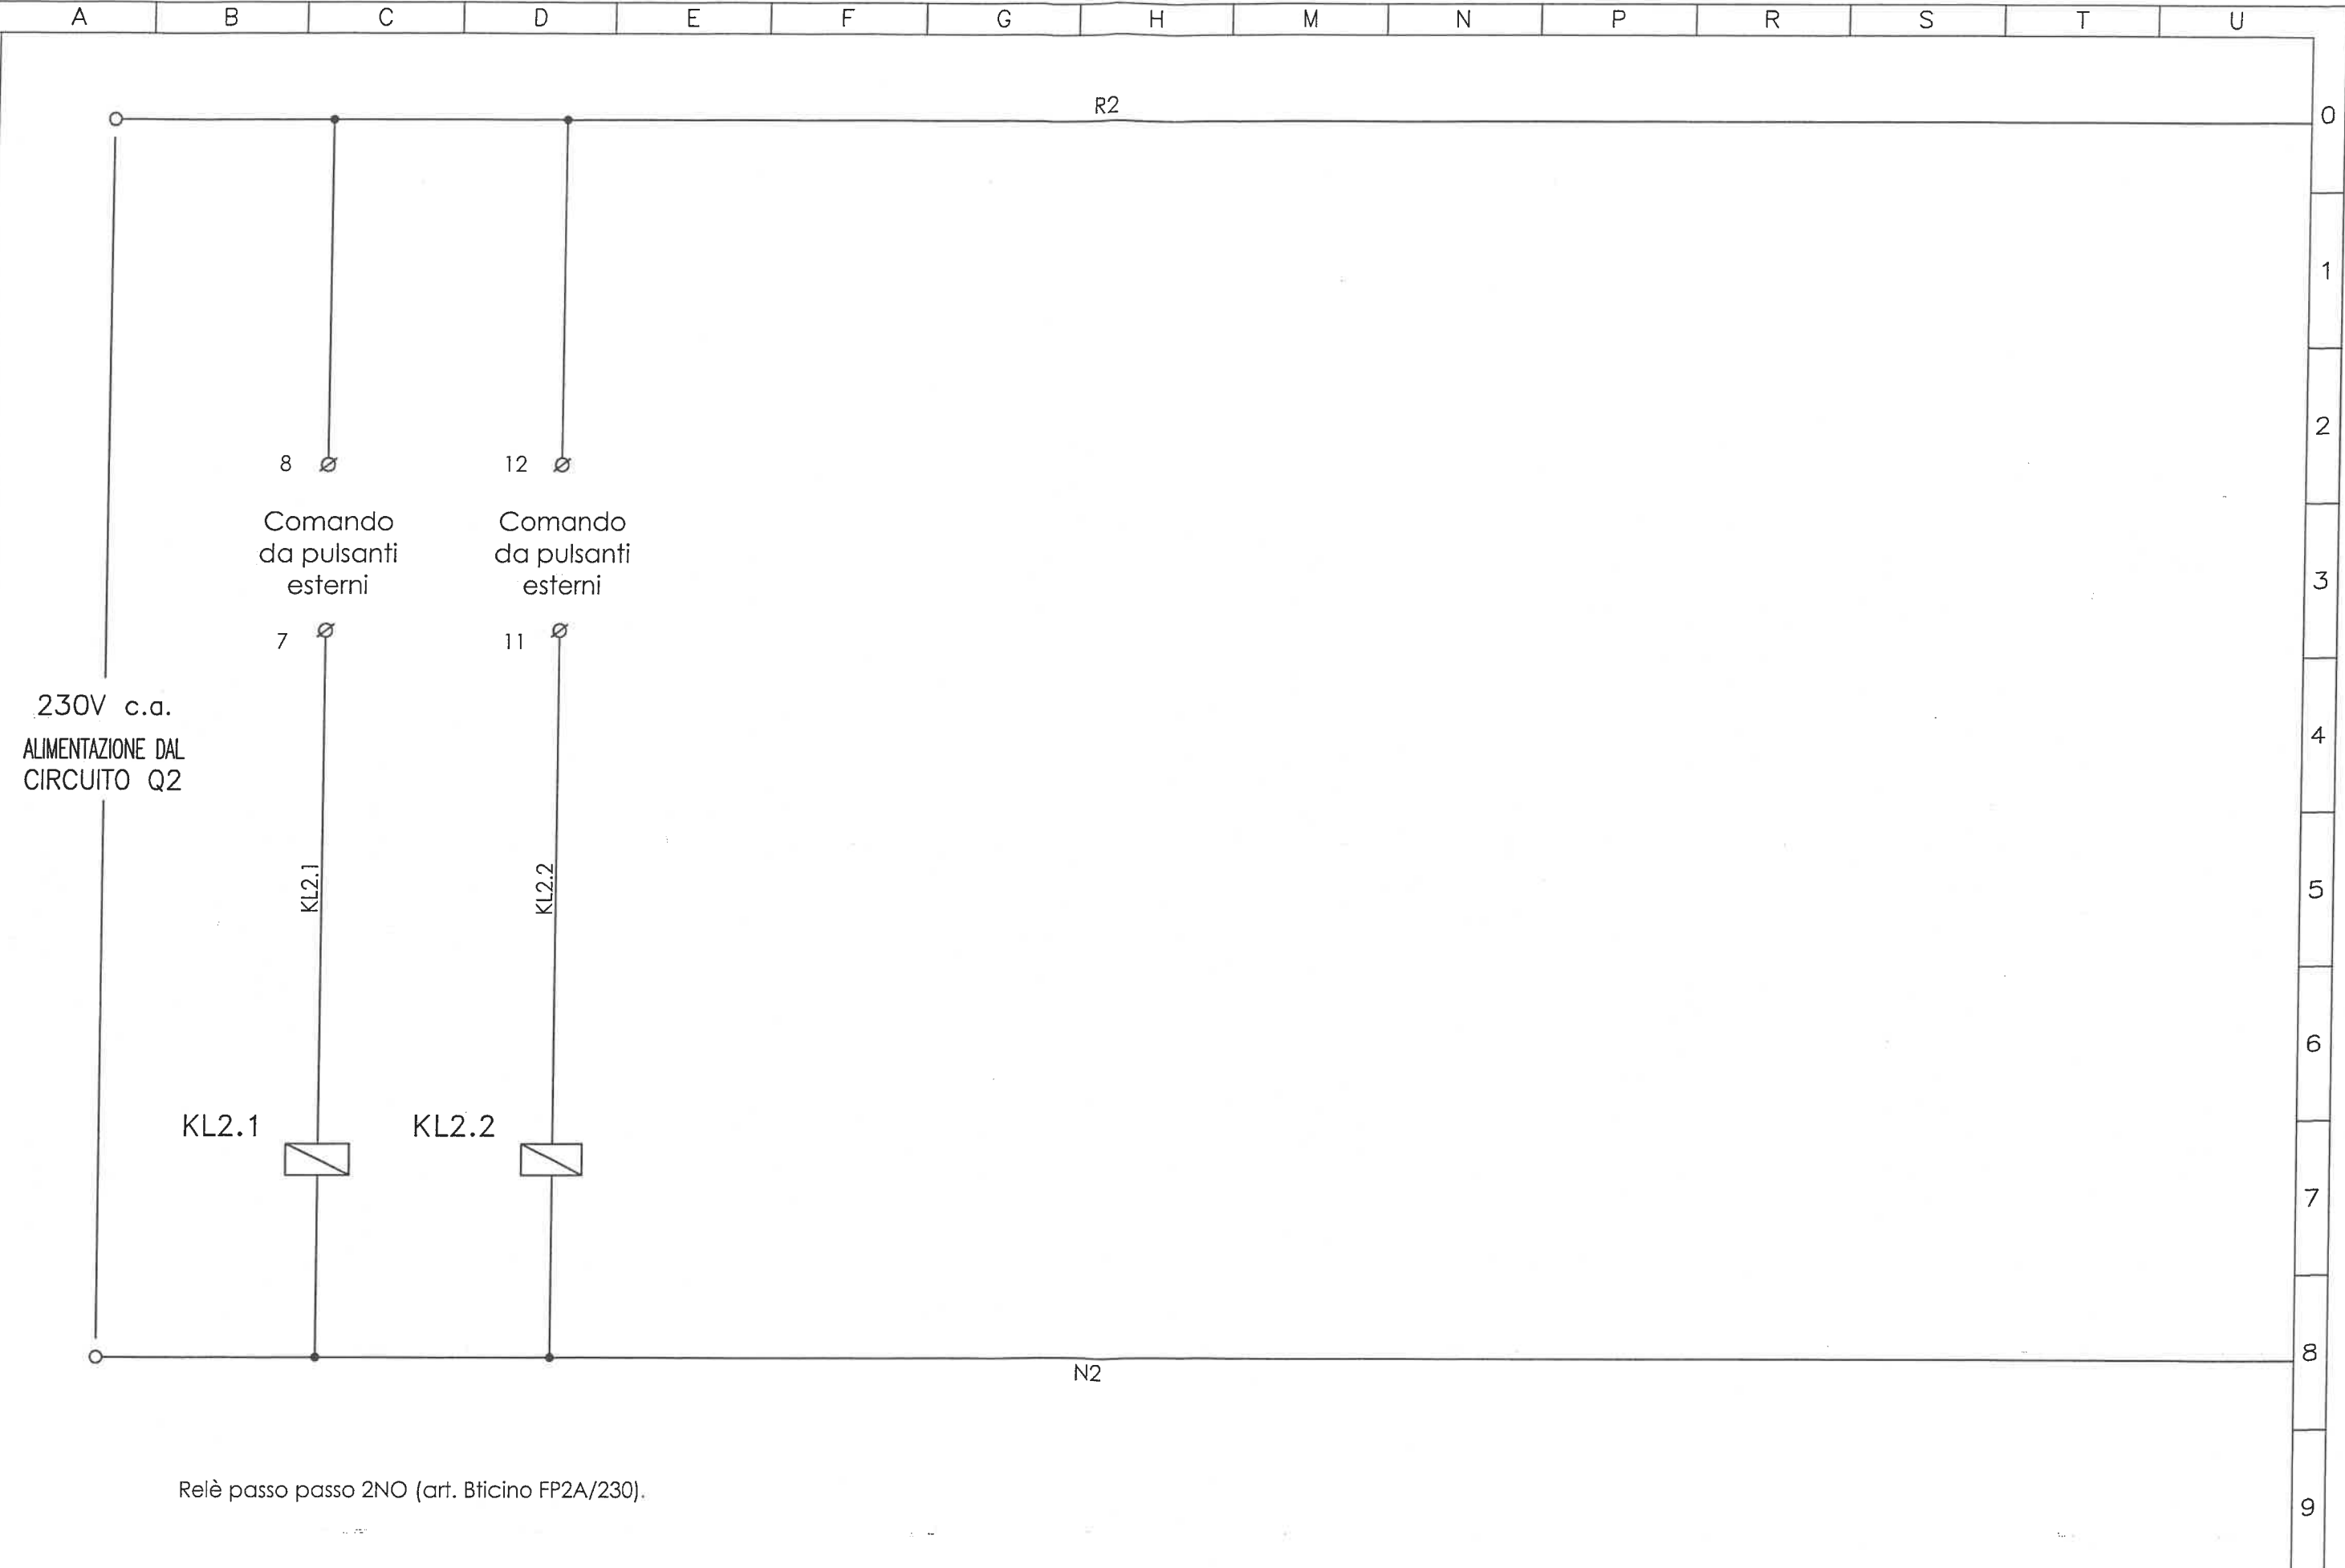 A B C D E F G H M N P R S T U
R2
0
1
2
3
4
5
6
7
8
9
8
12
Comando
da pulsanti
esterni
Comando
da pulsanti
esterni
7
11
230V c.a.
ALIMENTAZIONE DAL
CIRCUITO Q2
KL2.1
KL2.2
KL2.1
KL2.2
N2
Relè passo passo 2NO (art. Bticino FP2A/230).